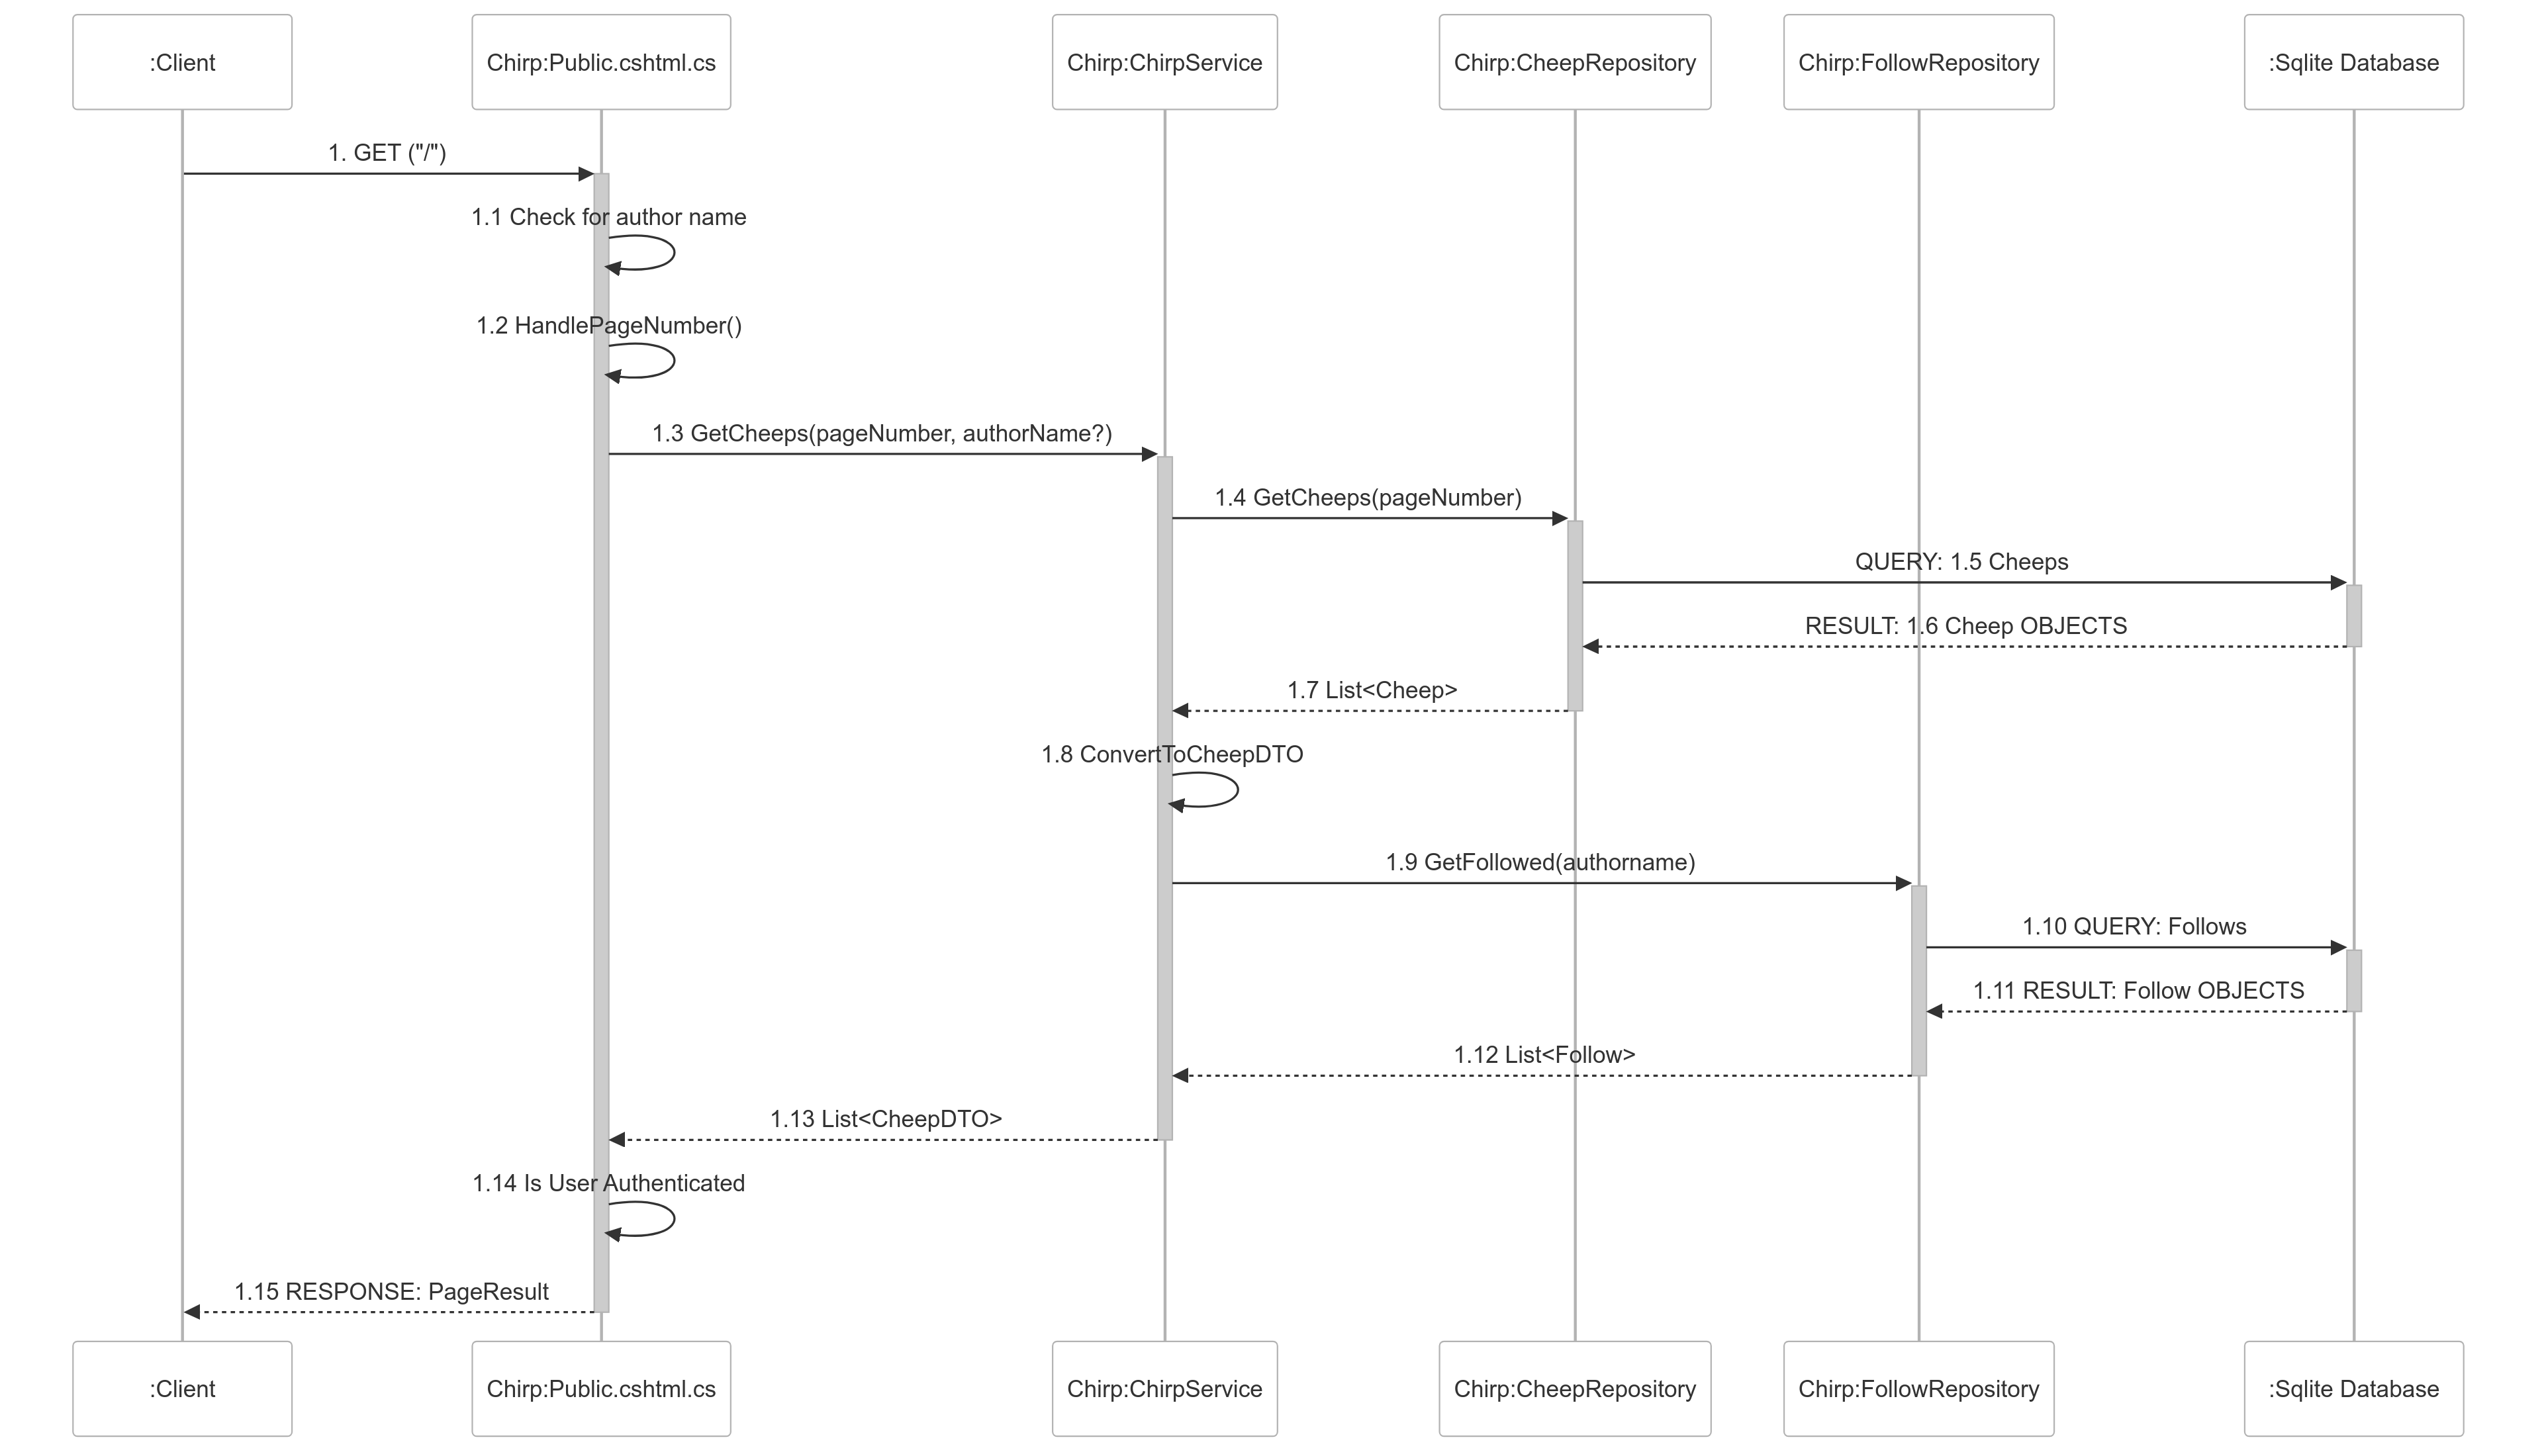 :Client
Chirp:Public.cshtml.cs
Chirp:ChirpService
Chirp:CheepRepository
Chirp:FollowRepository
:Sqlite Database
1. GET ("/")
1.1 Check for author name
1.2 HandlePageNumber()
1.3 GetCheeps(pageNumber, authorName?)
1.4 GetCheeps(pageNumber)
QUERY: 1.5 Cheeps
RESULT: 1.6 Cheep OBJECTS
1.7 List<Cheep>
1.8 ConvertToCheepDTO
1.9 GetFollowed(authorname)
1.10 QUERY: Follows
1.11 RESULT: Follow OBJECTS
1.12 List<Follow>
1.13 List<CheepDTO>
1.14 Is User Authenticated
1.15 RESPONSE: PageResult
:Client
Chirp:Public.cshtml.cs
Chirp:ChirpService
Chirp:CheepRepository
Chirp:FollowRepository
:Sqlite Database